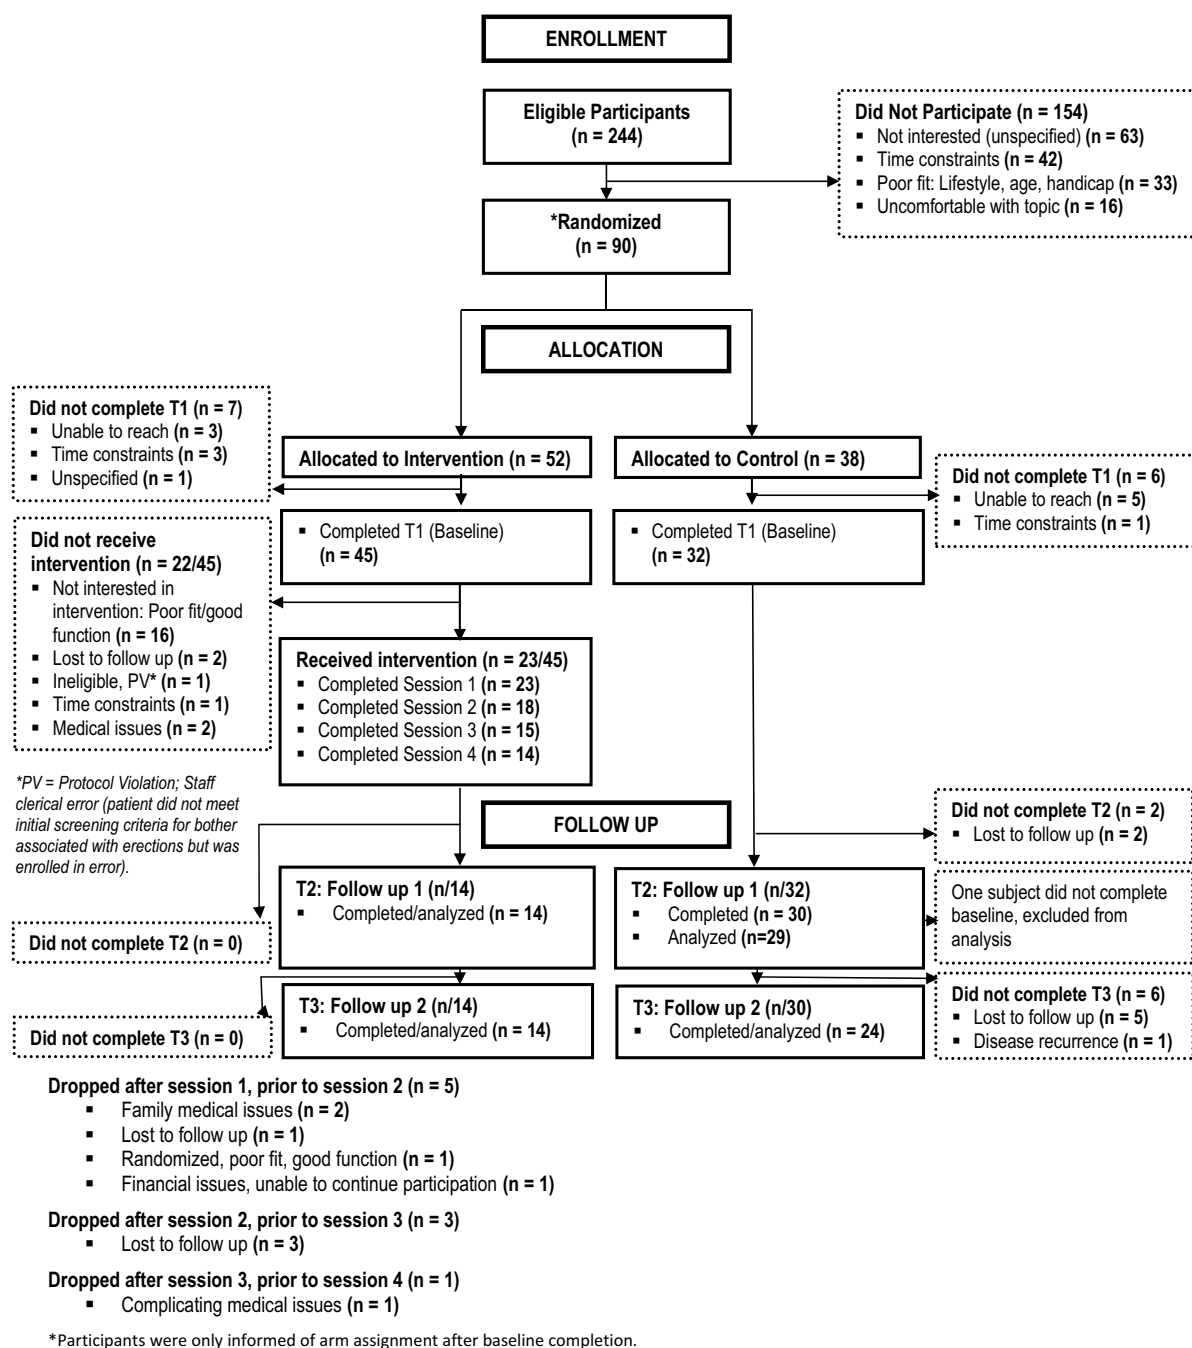 ENROLLMENT
Eligible Participants
(n = 244)
Did Not Participate (n = 154)
▪ Not interested (unspecified) (n = 63)
▪ Time constraints (n = 42)
▪ Poor fit: Lifestyle, age, handicap (n = 33)
▪ Uncomfortable with topic (n = 16)
*Randomized
(n = 90)
ALLOCATION
Did not complete T1 (n = 7)
▪ Unable to reach (n = 3)
▪ Time constraints (n = 3)
▪ Unspecified (n = 1)
Allocated to Intervention (n = 52)
Allocated to Control (n = 38)
Did not complete T1 (n = 6)
▪ Unable to reach (n = 5)
▪ Time constraints (n = 1)
▪ Completed T1 (Baseline)
(n = 45)
▪ Completed T1 (Baseline)
(n = 32)
Did not receive
intervention (n = 22/45)
▪ Not interested in
intervention: Poor fit/good
function (n = 16)
▪ Lost to follow up (n = 2)
▪ Ineligible, PV* (n = 1)
▪ Time constraints (n = 1)
▪ Medical issues (n = 2)
Received intervention (n = 23/45)
▪ Completed Session 1 (n = 23)
▪ Completed Session 2 (n = 18)
▪ Completed Session 3 (n = 15)
▪ Completed Session 4 (n = 14)
*PV = Protocol Violation; Staff
clerical error (patient did not meet
initial screening criteria for bother
associated with erections but was
enrolled in error).
FOLLOW UP
Did not complete T2 (n = 2)
▪ Lost to follow up (n = 2)
T2: Follow up 1 (n/14)
▪ Completed/analyzed (n = 14)
T2: Follow up 1 (n/32)
▪ Completed (n = 30)
▪ Analyzed (n=29)
One subject did not complete
baseline, excluded from
analysis
Did not complete T2 (n = 0)
T3: Follow up 2 (n/14)
▪ Completed/analyzed (n = 14)
T3: Follow up 2 (n/30)
▪ Completed/analyzed (n = 24)
Did not complete T3 (n = 6)
▪ Lost to follow up (n = 5)
▪ Disease recurrence (n = 1)
Did not complete T3 (n = 0)
Dropped after session 1, prior to session 2 (n = 5)
▪ Family medical issues (n = 2)
▪ Lost to follow up (n = 1)
▪ Randomized, poor fit, good function (n = 1)
▪ Financial issues, unable to continue participation (n = 1)
Dropped after session 2, prior to session 3 (n = 3)
▪ Lost to follow up (n = 3)
Dropped after session 3, prior to session 4 (n = 1)
▪ Complicating medical issues (n = 1)
*Participants were only informed of arm assignment after baseline completion.